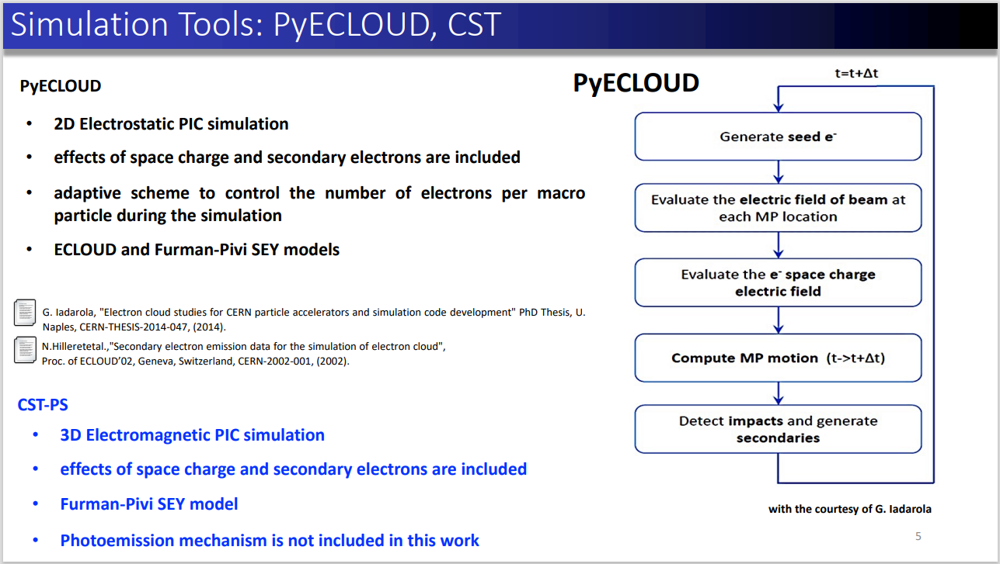 Simulation Tools: PyECLOUD, CST
PyECLOUD
• 2D Electrostatic PIC simulation
• effects of space charge and secondary electrons are included
• adaptive scheme to control the number of electrons per macro
particle during the simulation
• ECLOUD and Furman-Pivi SEY models
G. Iadarola, "Electron cloud studies for CERN particle accelerators and simulation code development" PhD Thesis, U.
Naples, CERN-THESIS-2014-047, (2014).
N.Hilleretetal.,"Secondary electron emission data for the simulation of electron cloud",
Proc. of ECLOUD’02, Geneva, Switzerland, CERN-2002-001, (2002).
CST-PS
• 3D Electromagnetic PIC simulation
• effects of space charge and secondary electrons are included
• Furman-Pivi SEY model
• Photoemission mechanism is not included in this work
PyECLOUD
t=t+Δt
Generate seed e⁻
Evaluate the electric field of beam at
each MP location
Evaluate the e⁻ space charge
electric field
Compute MP motion (t->t+Δt)
Detect impacts and generate
secondaries
with the courtesy of G. Iadarola
5